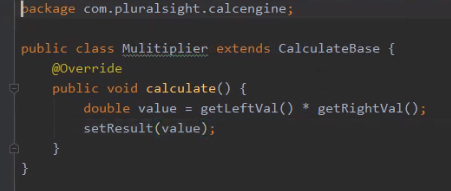 package com.pluralsight.calcengine;
public class Mulitiplier extends CalculateBase {
@Override
public void calculate() {
double value = getLeftVal() * getRightVal();
setResult(value);
}
}